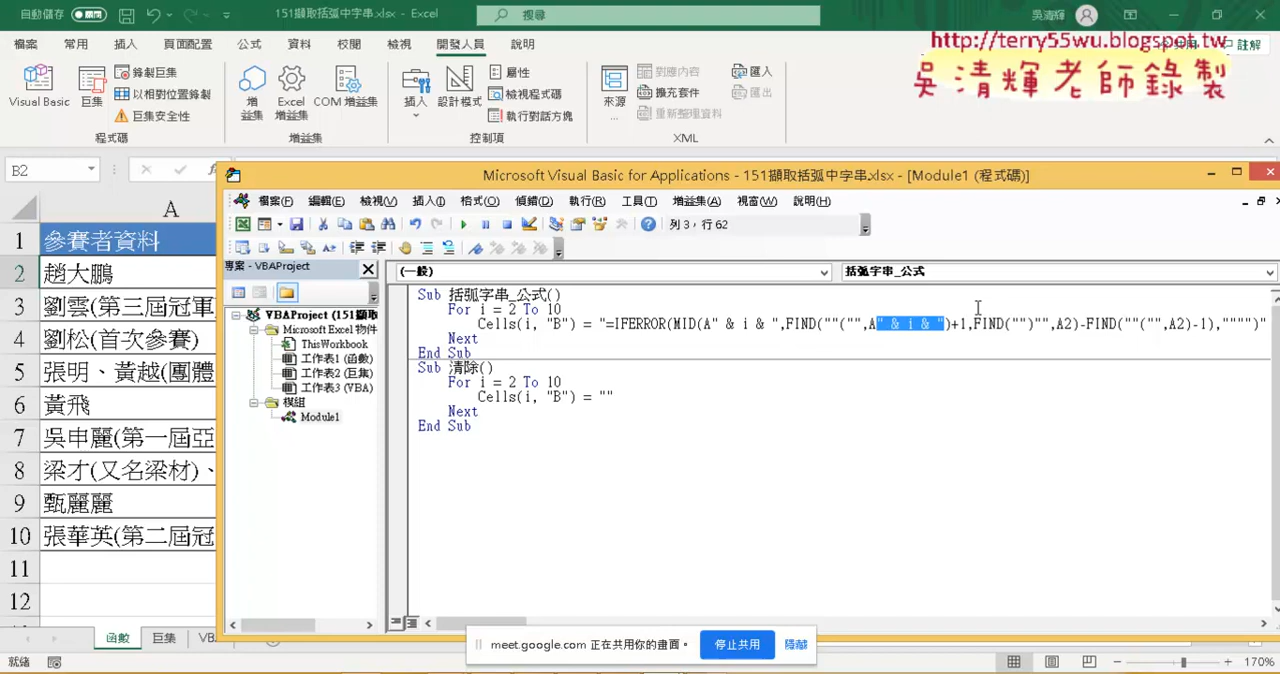 自動儲存 關閉 151擷取括弧中字串.xlsx - Excel 搜尋 吳清輝
檔案 常用 插入 頁面配置 公式 資料 校閱 檢視 開發人員 說明 註解
http://terry55wu.blogspot.tw
吳清輝老師錄製
Visual Basic 巨集 錄製巨集 以相對位置錄製 巨集安全性 程式碼
增益集 Excel 增益集 COM 增益集 增益集
插入 設計模式 屬性 檢視程式碼 執行對話方塊 控制項
來源 對應內容 擴充套件 重新整理資料 匯入 匯出 XML
B2
Microsoft Visual Basic for Applications - 151擷取括弧中字串.xlsx - [Module1 (程式碼)]
檔案(F) 編輯(E) 檢視(V) 插入(I) 格式(O) 偵錯(D) 執行(R) 工具(T) 增益集(A) 視窗(W) 說明(H)
列 3，行 62
專案 - VBAProject
(一般) 括弧字串_公式
VBAProject (151擷取
Microsoft Excel 物件
ThisWorkbook
工作表1 (函數)
工作表2 (巨集)
工作表3 (VBA)
模組
Module1
Sub 括弧字串_公式()
For i = 2 To 10
Cells(i, "B") = "=IFERROR(MID(A" & i & ",FIND(""("",A" & i & ")+1,FIND("")"",A2)-FIND(""("",A2)-1),"""")"
Next
End Sub
Sub 清除()
For i = 2 To 10
Cells(i, "B") = ""
Next
End Sub
A
1 參賽者資料
2 趙大鵬
3 劉雲(第三屆冠軍
4 劉松(首次參賽)
5 張明、黃越(團體
6 黃飛
7 吳申麗(第一屆亞
8 梁才(又名梁材)、
9 甄麗麗
10 張華英(第二屆冠
11
12
函數 巨集 VB
meet.google.com 正在共用你的畫面。 停止共用 隱藏
就緒 170%